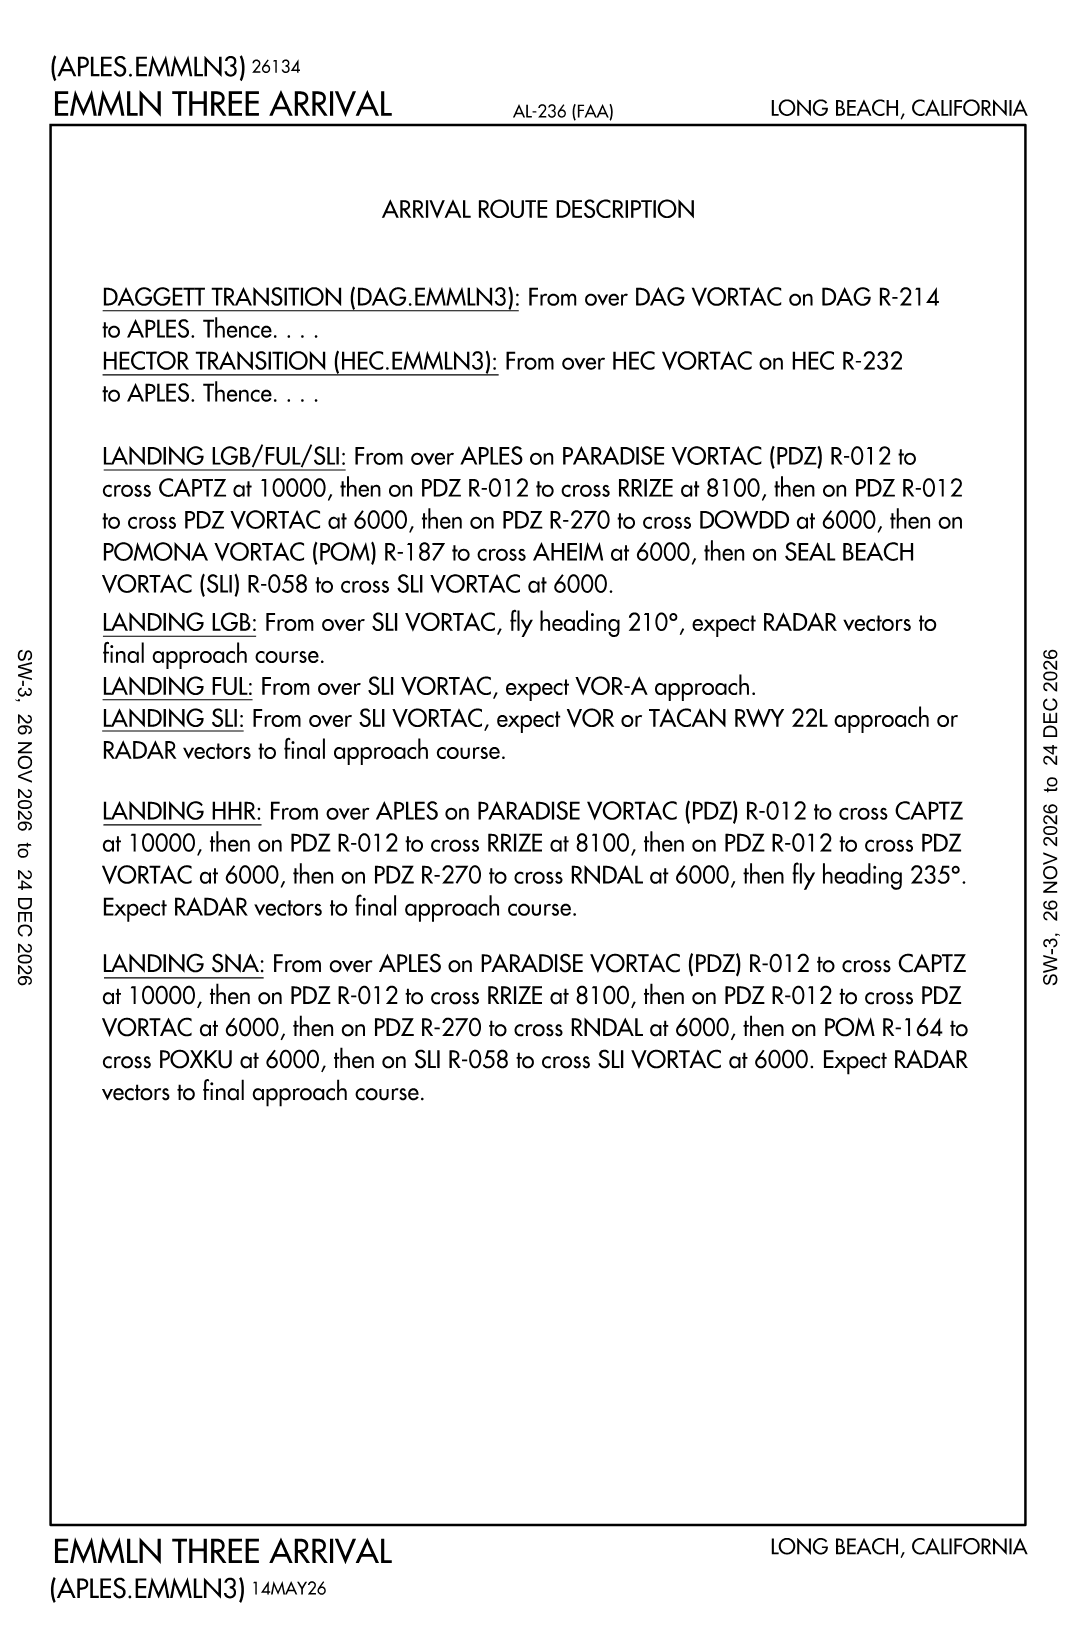 (APLES.EMMLN3) 26134
EMMLN THREE ARRIVAL
AL-236 (FAA)
LONG BEACH, CALIFORNIA
ARRIVAL ROUTE DESCRIPTION
DAGGETT TRANSITION (DAG.EMMLN3): From over DAG VORTAC on DAG R-214
to APLES. Thence. . . .
HECTOR TRANSITION (HEC.EMMLN3): From over HEC VORTAC on HEC R-232
to APLES. Thence. . . .
LANDING LGB/FUL/SLI: From over APLES on PARADISE VORTAC (PDZ) R-012 to
cross CAPTZ at 10000, then on PDZ R-012 to cross RRIZE at 8100, then on PDZ R-012
to cross PDZ VORTAC at 6000, then on PDZ R-270 to cross DOWDD at 6000, then on
POMONA VORTAC (POM) R-187 to cross AHEIM at 6000, then on SEAL BEACH
VORTAC (SLI) R-058 to cross SLI VORTAC at 6000.
LANDING LGB: From over SLI VORTAC, fly heading 210°, expect RADAR vectors to
final approach course.
LANDING FUL: From over SLI VORTAC, expect VOR-A approach.
LANDING SLI: From over SLI VORTAC, expect VOR or TACAN RWY 22L approach or
RADAR vectors to final approach course.
LANDING HHR: From over APLES on PARADISE VORTAC (PDZ) R-012 to cross CAPTZ
at 10000, then on PDZ R-012 to cross RRIZE at 8100, then on PDZ R-012 to cross PDZ
VORTAC at 6000, then on PDZ R-270 to cross RNDAL at 6000, then fly heading 235°.
Expect RADAR vectors to final approach course.
LANDING SNA: From over APLES on PARADISE VORTAC (PDZ) R-012 to cross CAPTZ
at 10000, then on PDZ R-012 to cross RRIZE at 8100, then on PDZ R-012 to cross PDZ
VORTAC at 6000, then on PDZ R-270 to cross RNDAL at 6000, then on POM R-164 to
cross POXKU at 6000, then on SLI R-058 to cross SLI VORTAC at 6000. Expect RADAR
vectors to final approach course.
SW-3, 26 NOV 2026 to 24 DEC 2026
SW-3, 26 NOV 2026 to 24 DEC 2026
EMMLN THREE ARRIVAL
LONG BEACH, CALIFORNIA
(APLES.EMMLN3) 14MAY26